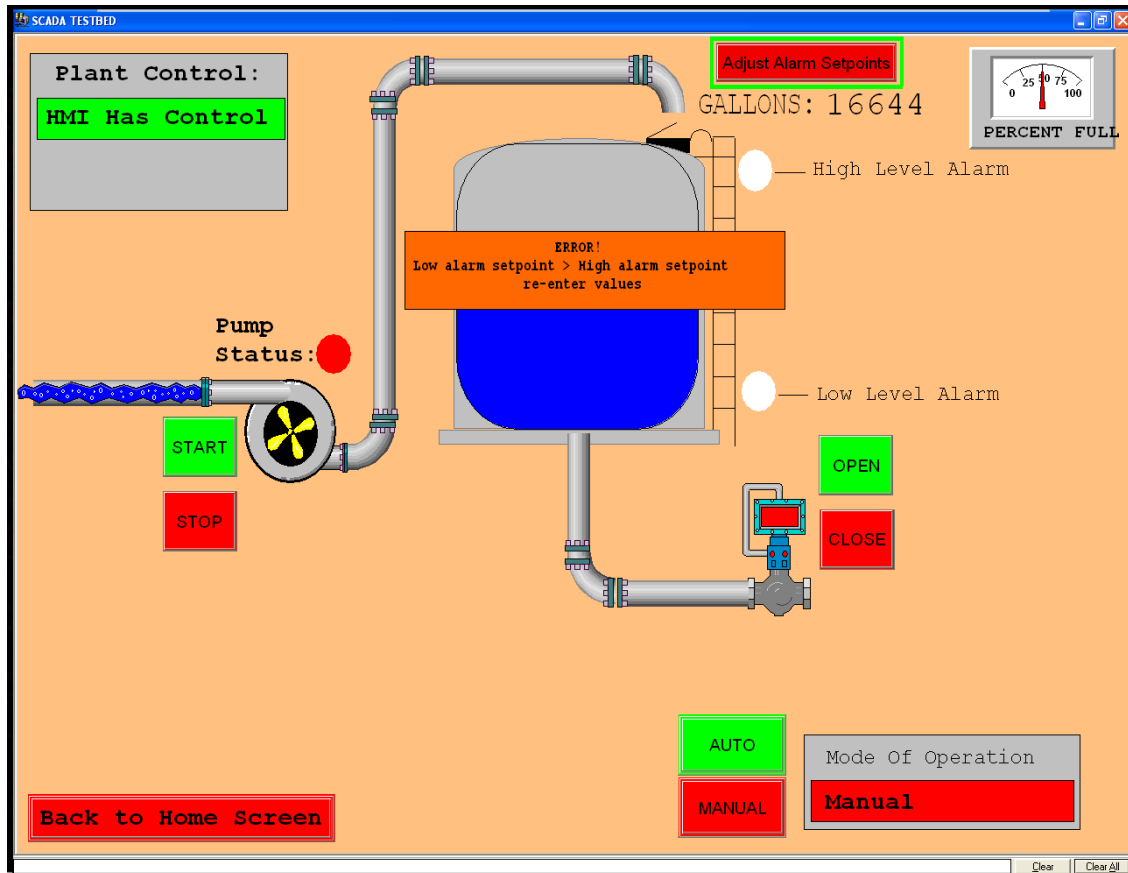 SCADA TESTBED
Plant Control:
HMI Has Control
Adjust Alarm Setpoints
GALLONS: 16644
0 25 50 75 100
PERCENT FULL
High Level Alarm
ERROR!
Low alarm setpoint > High alarm setpoint
re-enter values
Pump
Status:
Low Level Alarm
START
STOP
OPEN
CLOSE
AUTO
MANUAL
Mode Of Operation
Manual
Back to Home Screen
Clear
Clear All